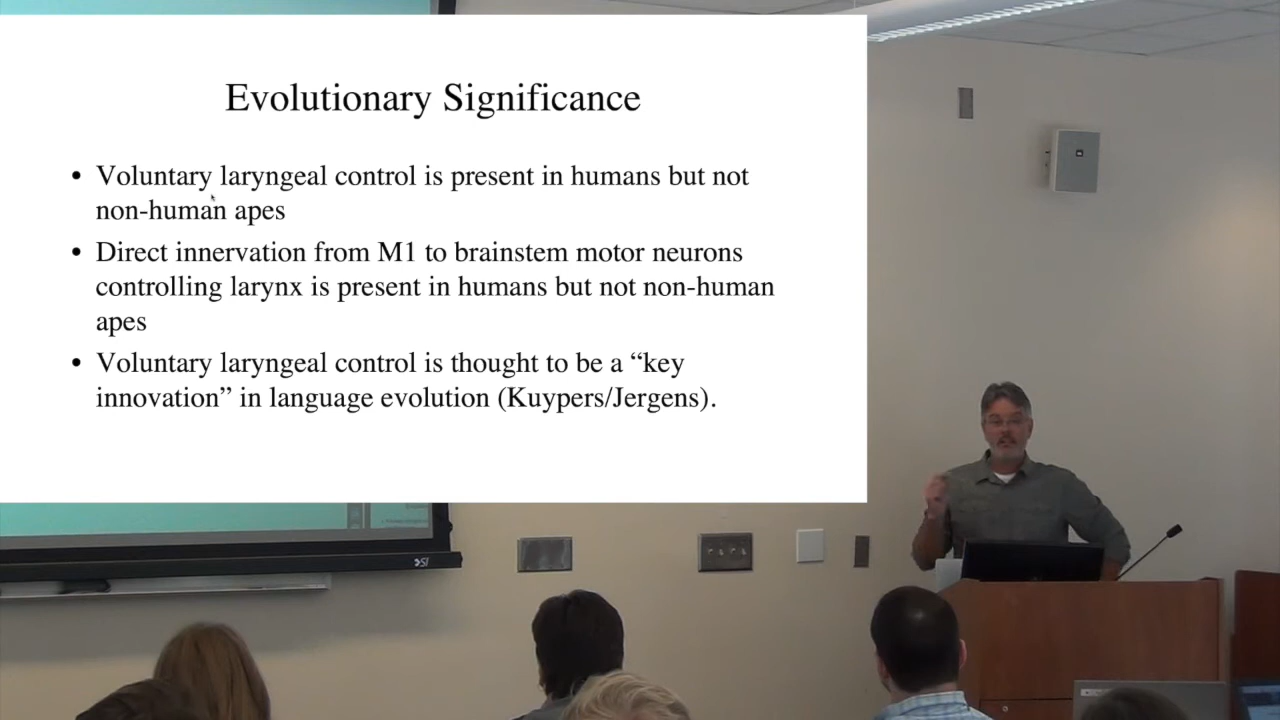 Evolutionary Significance
• Voluntary laryngeal control is present in humans but not
non-human apes
• Direct innervation from M1 to brainstem motor neurons
controlling larynx is present in humans but not non-human
apes
• Voluntary laryngeal control is thought to be a “key
innovation” in language evolution (Kuypers/Jergens).